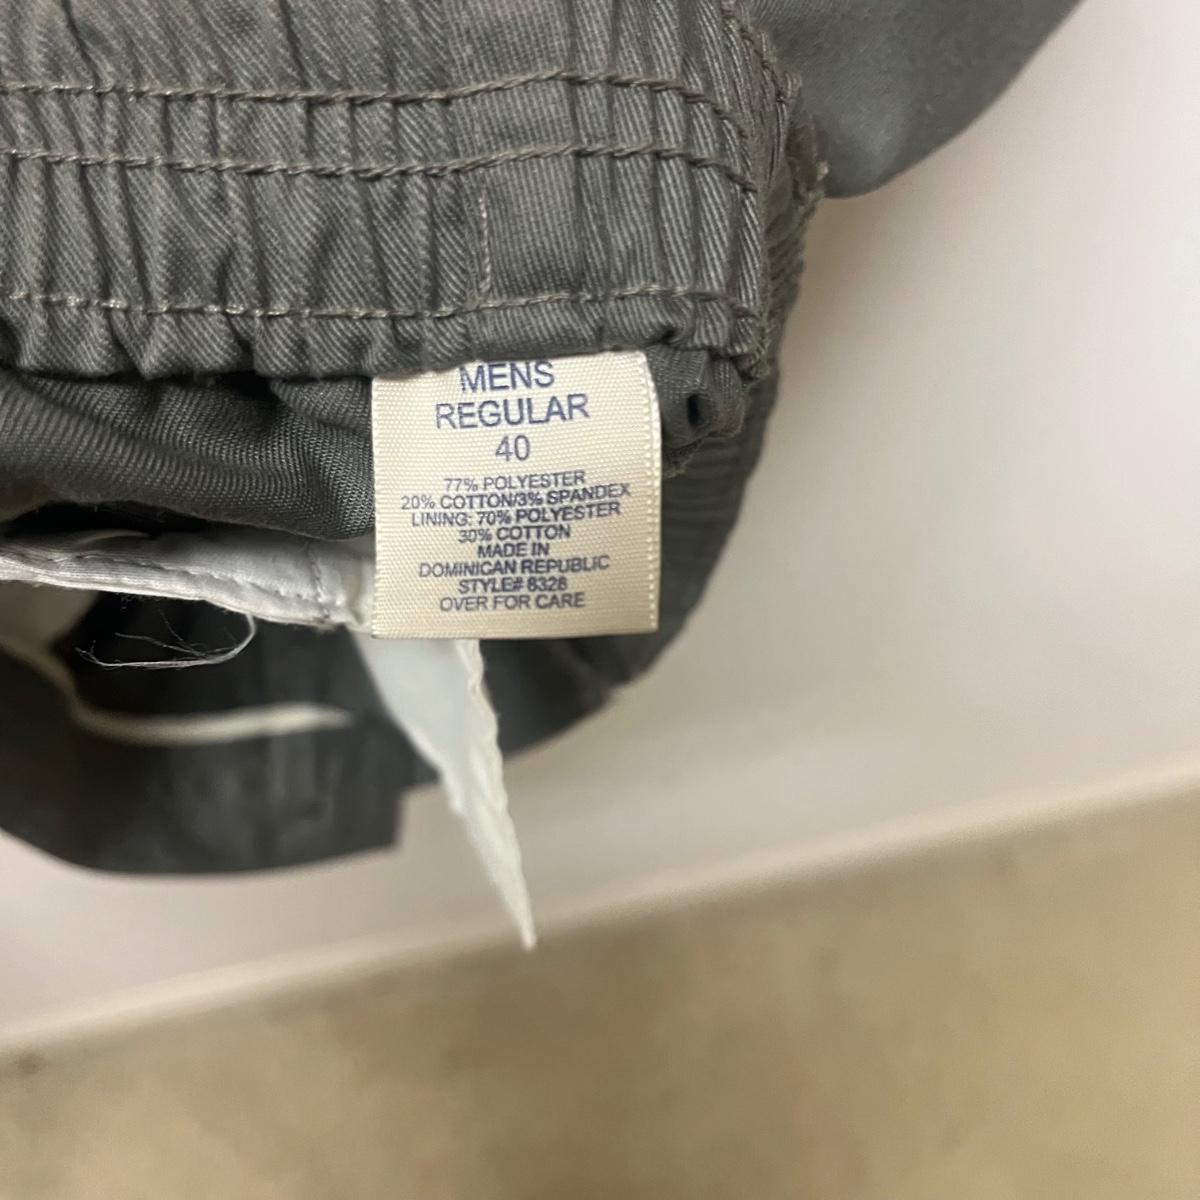 MENS
REGULAR
40
77% POLYESTER
20% COTTON/3% SPANDEX
LINING: 70% POLYESTER
30% COTTON
MADE IN
DOMINICAN REPUBLIC
STYLE# 8328
OVER FOR CARE